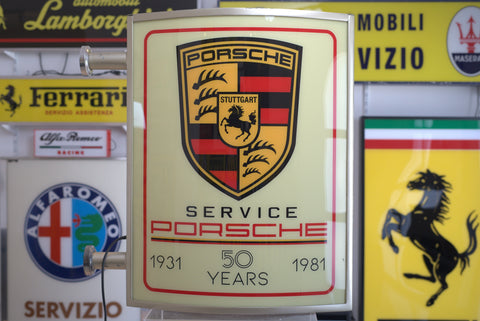 automobili
Lamborghini
Ferrari
SERVIZIO ASSISTENZA
Alfa-Romeo
RACING
ALFA ROMEO
SERVIZIO
PORSCHE
STUTTGART
SERVICE
PORSCHE
1931 50 1981
YEARS
MOBILI
VIZIO
MASERATI